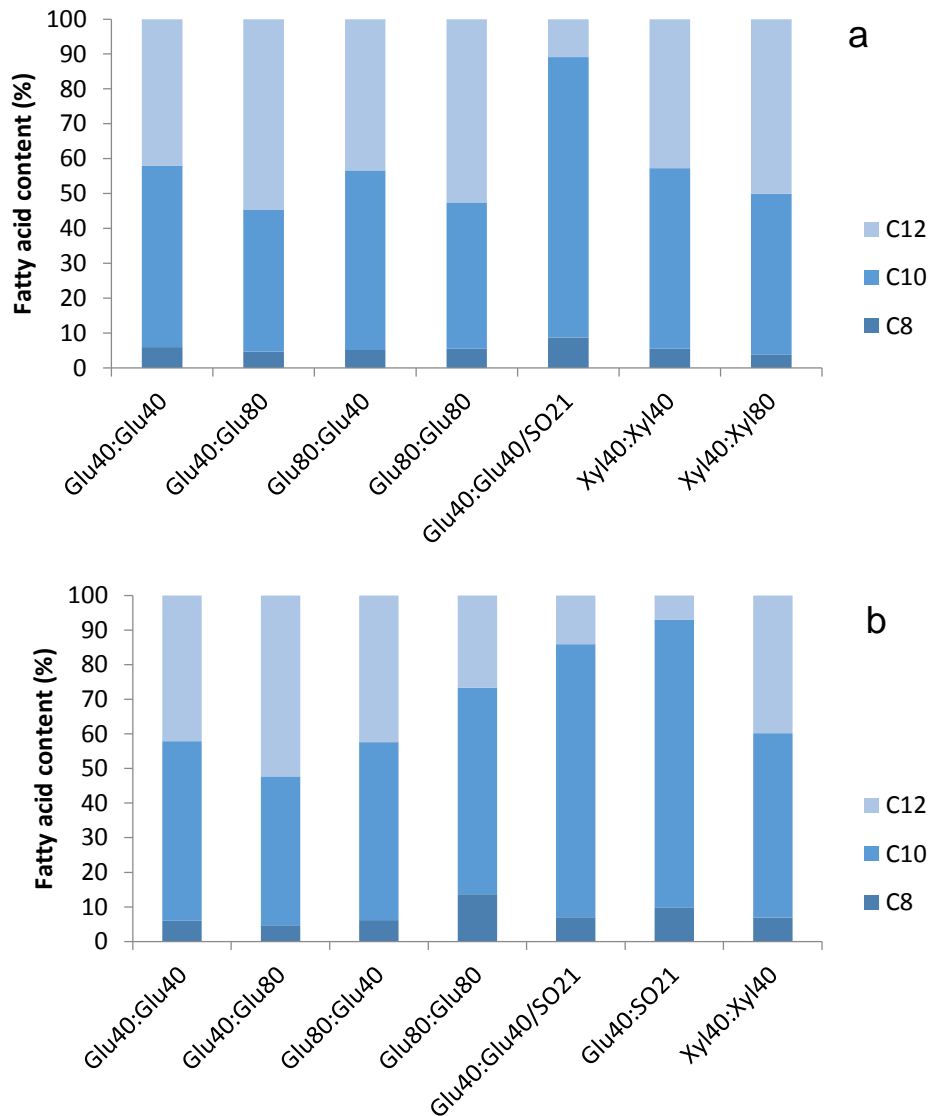 a
Fatty acid content (%)
100
90
80
70
60
50
40
30
20
10
0
Glu40:Glu40
Glu40:Glu80
Glu80:Glu40
Glu80:Glu80
Glu40:Glu40/SO21
Xyl40:Xyl40
Xyl40:Xyl80
C12
C10
C8
b
Fatty acid content (%)
100
90
80
70
60
50
40
30
20
10
0
Glu40:Glu40
Glu40:Glu80
Glu80:Glu40
Glu80:Glu80
Glu40:Glu40/SO21
Glu40:SO21
Xyl40:Xyl40
C12
C10
C8